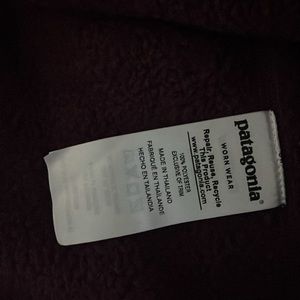 patagonia®
WORN WEAR
Repair, Reuse, Recycle
This Product
www.patagonia.com
100% POLYESTER
EXCLUSIVE OF TRIM
MADE IN THAILAND
FABRIQUÉ EN THAÏLANDE
HECHO EN TAILANDIA